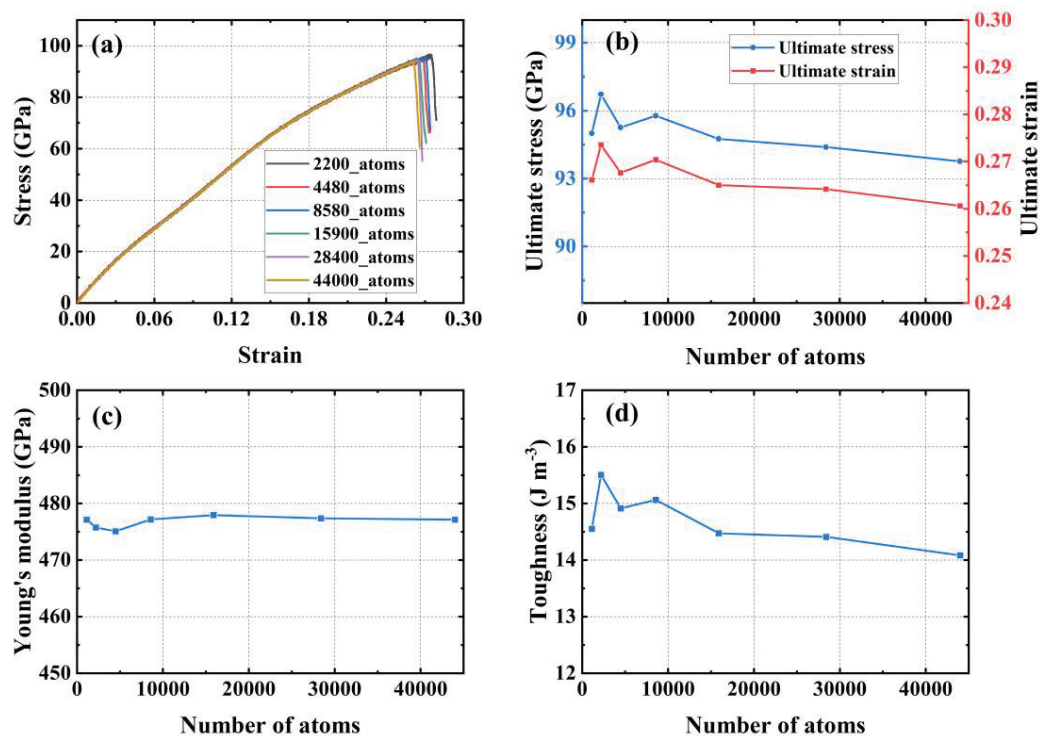 (a)
Stress (GPa)
120
100
80
60
40
20
0
2200_atoms
4480_atoms
8580_atoms
15900_atoms
28400_atoms
44000_atoms
0.00 0.06 0.12 0.18 0.24 0.30
Strain
(b)
Ultimate stress (GPa)
99
96
93
90
Ultimate stress
Ultimate strain
0.30
0.29
0.28
0.27
0.26
0.25
0.24
Ultimate strain
0 10000 20000 30000 40000
Number of atoms
(c)
Young's modulus (GPa)
500
490
480
470
460
450
0 10000 20000 30000 40000
Number of atoms
(d)
Toughness (J m⁻³)
17
16
15
14
13
12
0 10000 20000 30000 40000
Number of atoms